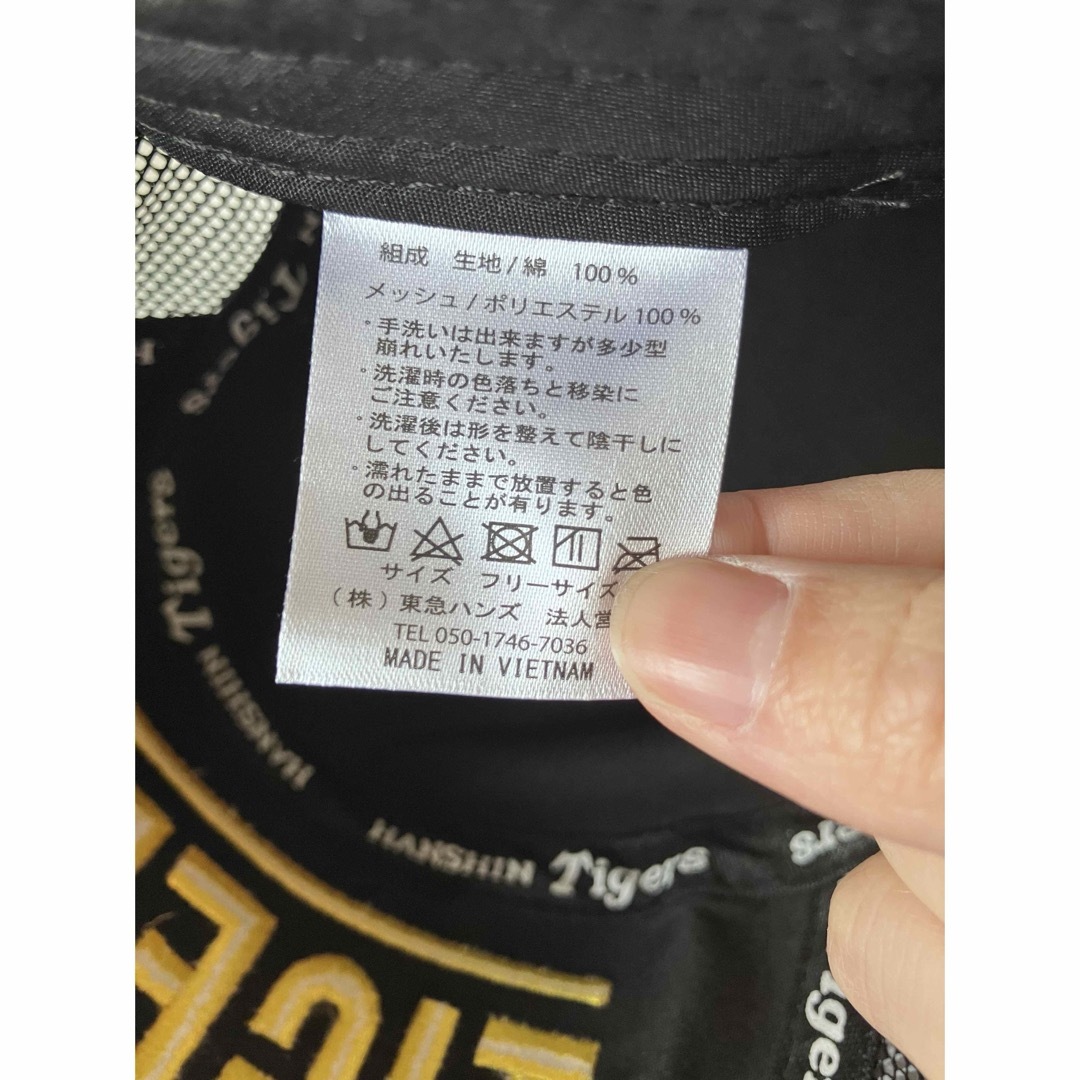 組成 生地/綿 100%
メッシュ/ポリエステル100%
・手洗いは出来ますが多少型
崩れいたします。
・洗濯時の色落ちと移染に
ご注意ください。
・洗濯後は形を整えて陰干しに
してください。
・濡れたままで放置すると色
の出ることが有ります。
サイズ フリーサイズ
(株)東急ハンズ 法人営
TEL 050-1746-7036
MADE IN VIETNAM
Tigers
HANSHIN
HANSHIN Tigers